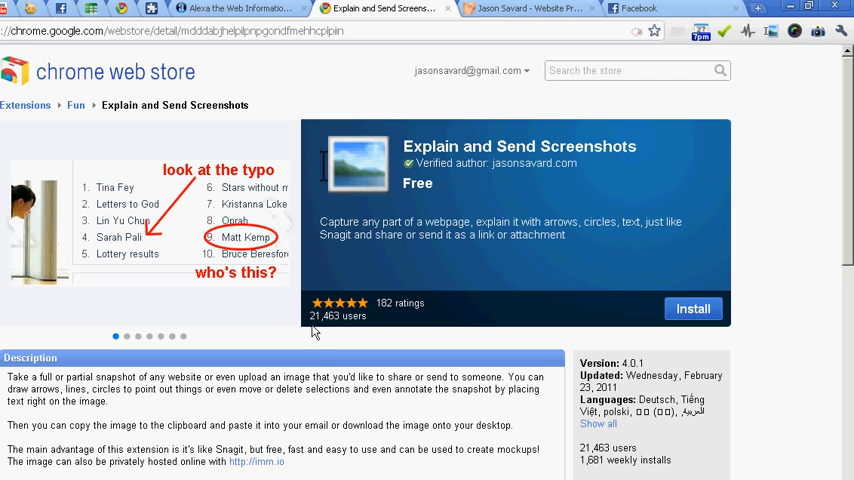 Alexa the Web Informatio...
Explain and Send Screens...
Jason Savard - Website Pr...
Facebook
://chrome.google.com/webstore/detail/mdddabjhelpilpnpgondfmehhcplpiin
27
7pm
chrome web store
jasonsavard@gmail.com
Search the store
Extensions
Fun
Explain and Send Screenshots
look at the typo
1. Tina Fey
2. Letters to God
3. Lin Yu Chun
4. Sarah Pali
5. Lottery results
6. Stars without m
7. Kristanna Loke
8. Oprah
9. Matt Kemp
10. Bruce Beresford
who's this?
Explain and Send Screenshots
Verified author: jasonsavard.com
Free
Capture any part of a webpage, explain it with arrows, circles, text, just like
Snagit and share or send it as a link or attachment
182 ratings
21,463 users
Install
Description
Take a full or partial snapshot of any website or even upload an image that you'd like to share or send to someone. You can
draw arrows, lines, circles to point out things or even move or delete selections and even annotate the snapshot by placing
text right on the image.
Then you can copy the image to the clipboard and paste it into your email or download the image onto your desktop.
The main advantage of this extension is it's like Snagit, but free, fast and easy to use and can be used to create mockups!
The image can also be privately hosted online with http://imm.io
Version: 4.0.1
Updated: Wednesday, February
23, 2011
Languages: Deutsch, Tiếng
Việt, polski, العربية,
Show all
21,463 users
1,681 weekly installs